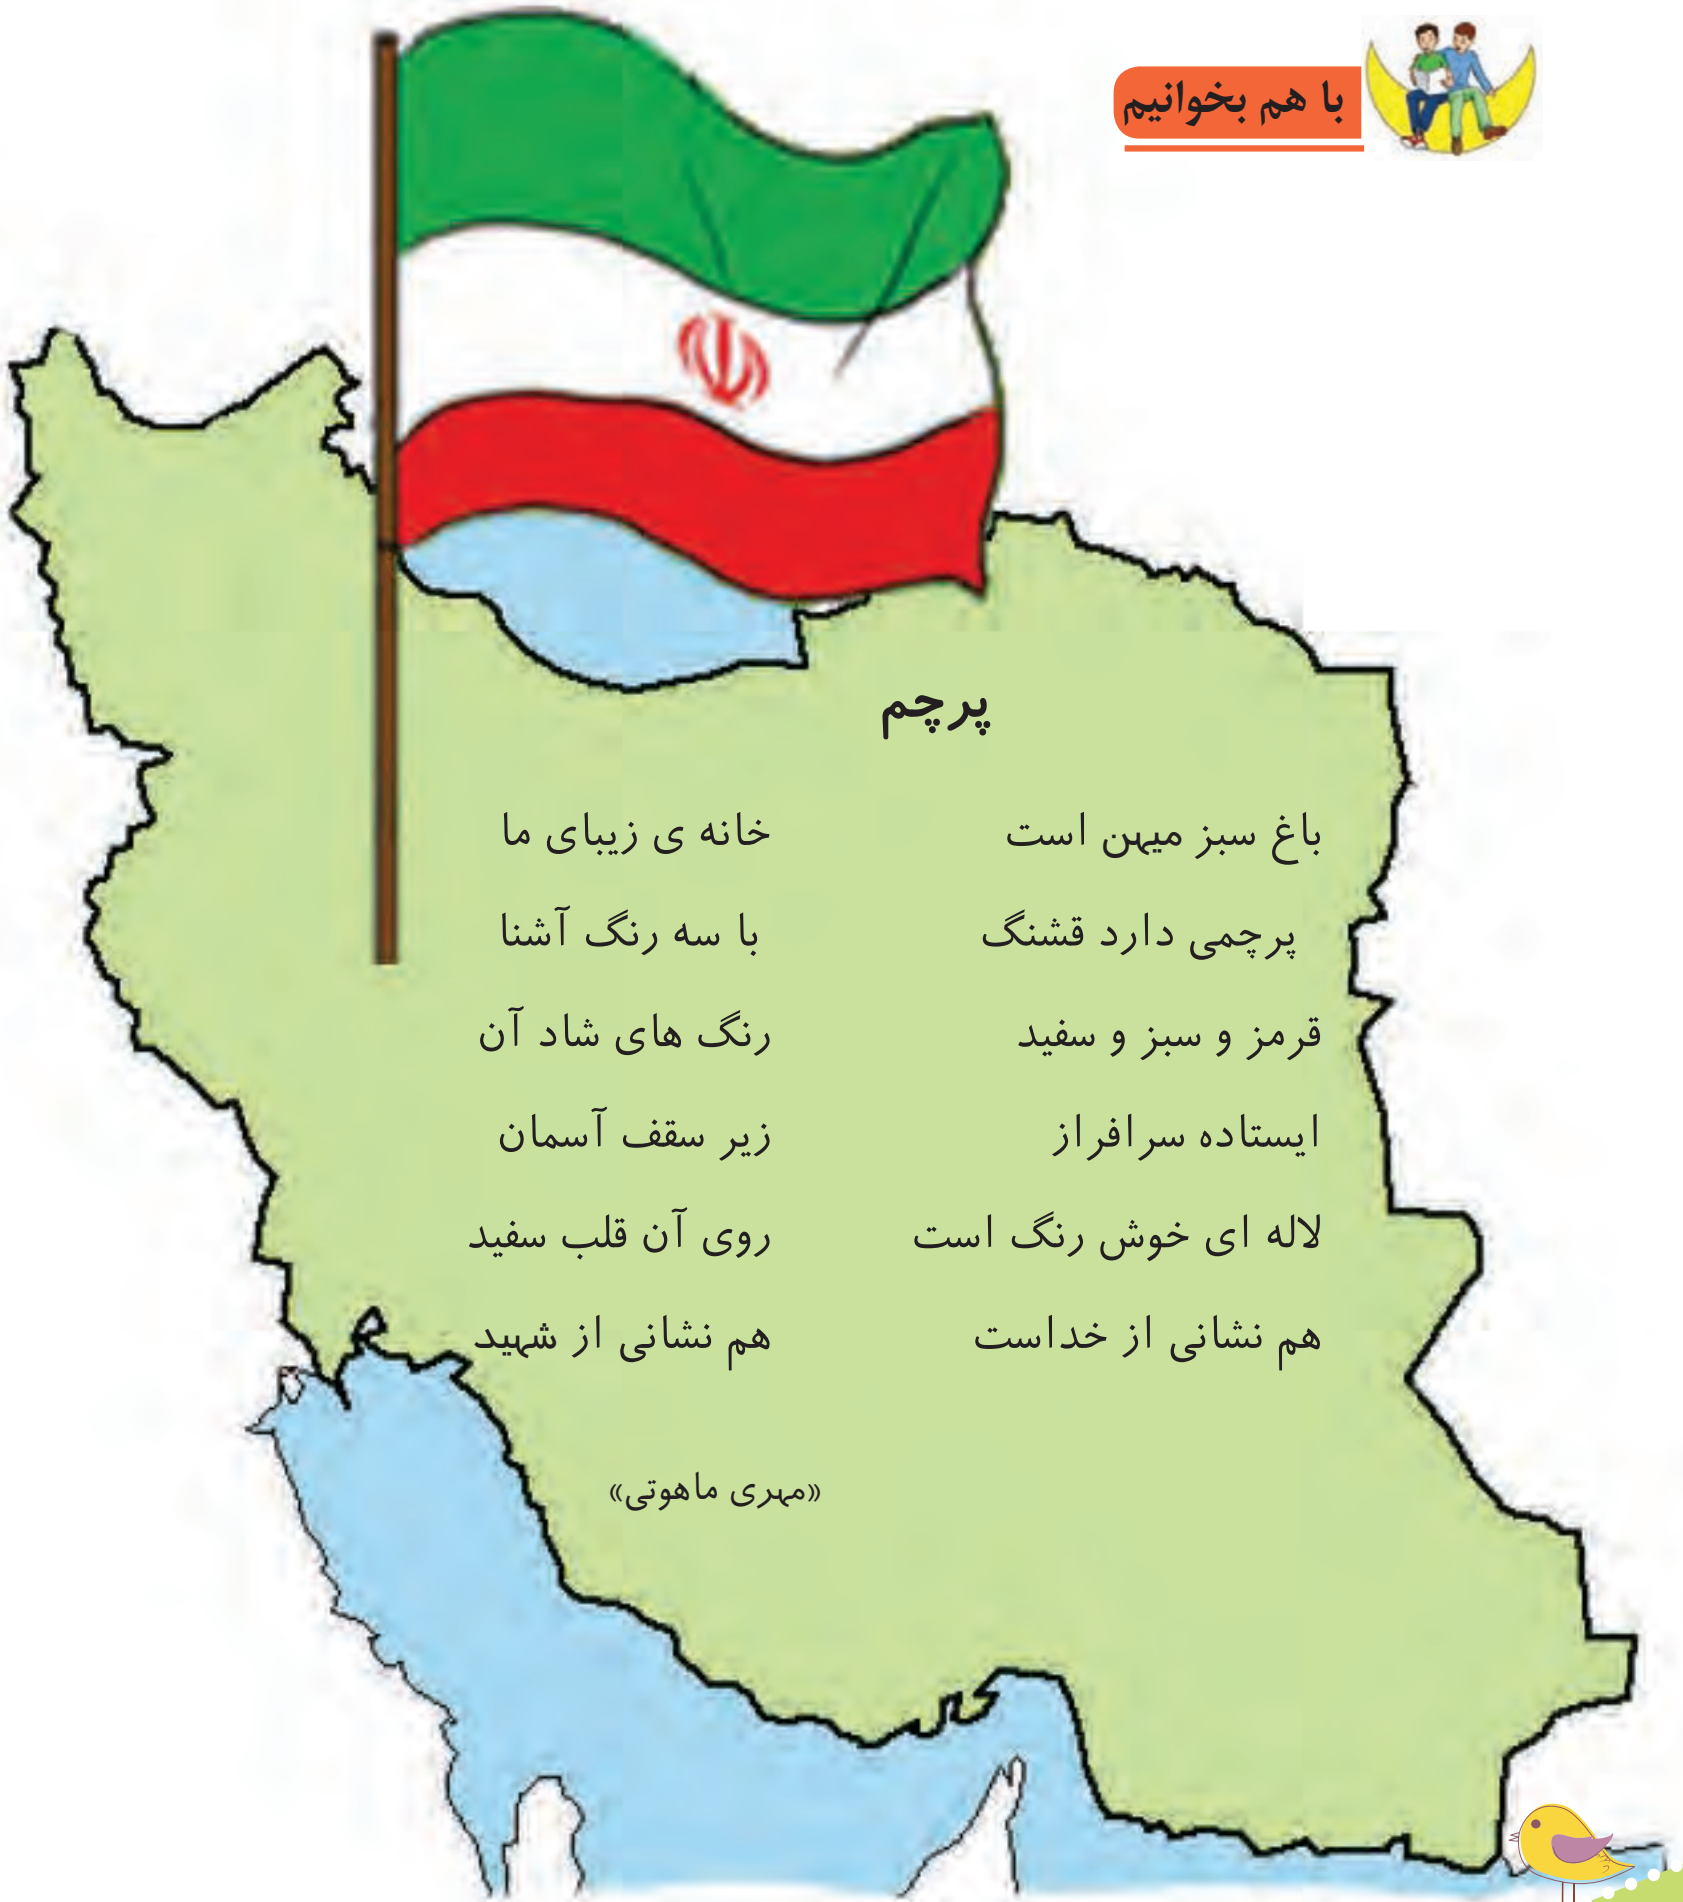 با هم بخوانیم
پرچم
باغ سبز میهن است خانه ی زیبای ما
پرچمی دارد قشنگ با سه رنگ آشنا
قرمز و سبز و سفید رنگ های شاد آن
ایستاده سرافراز زیر سقف آسمان
لاله ای خوش رنگ است روی آن قلب سفید
هم نشانی از خداست هم نشانی از شهید
«مهری ماهوتی»